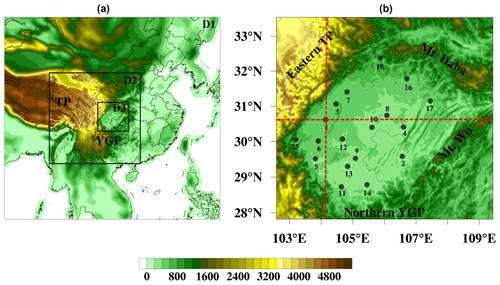 (a)
(b)
D1
D2
TP
D3
YGP
33°N
32°N
31°N
30°N
29°N
28°N
Eastern TP
Mt. Daba
18
16
7
3
17
8
10
4
15
6
12
5
9
2
13
11
14
Mt. Wu
Northern YGP
103°E
105°E
107°E
109°E
0 800 1600 2400 3200 4000 4800